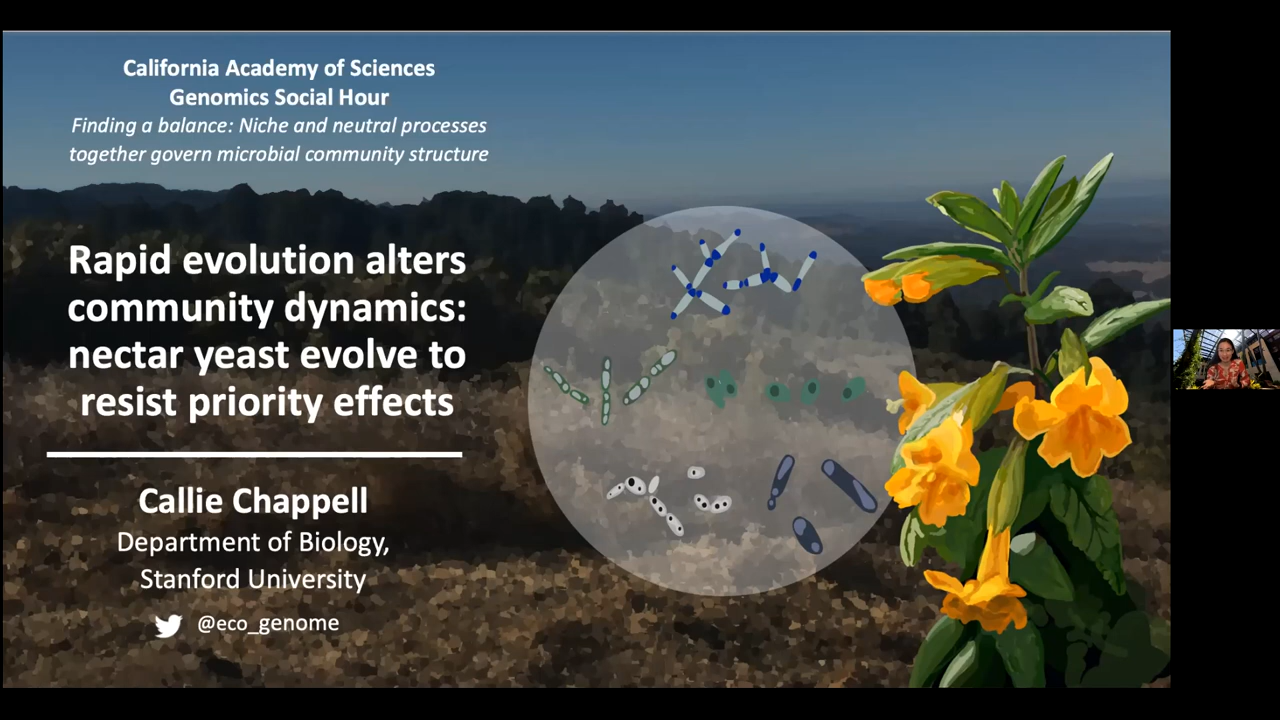 California Academy of Sciences
Genomics Social Hour
Finding a balance: Niche and neutral processes
together govern microbial community structure
Rapid evolution alters
community dynamics:
nectar yeast evolve to
resist priority effects
Callie Chappell
Department of Biology,
Stanford University
@eco_genome